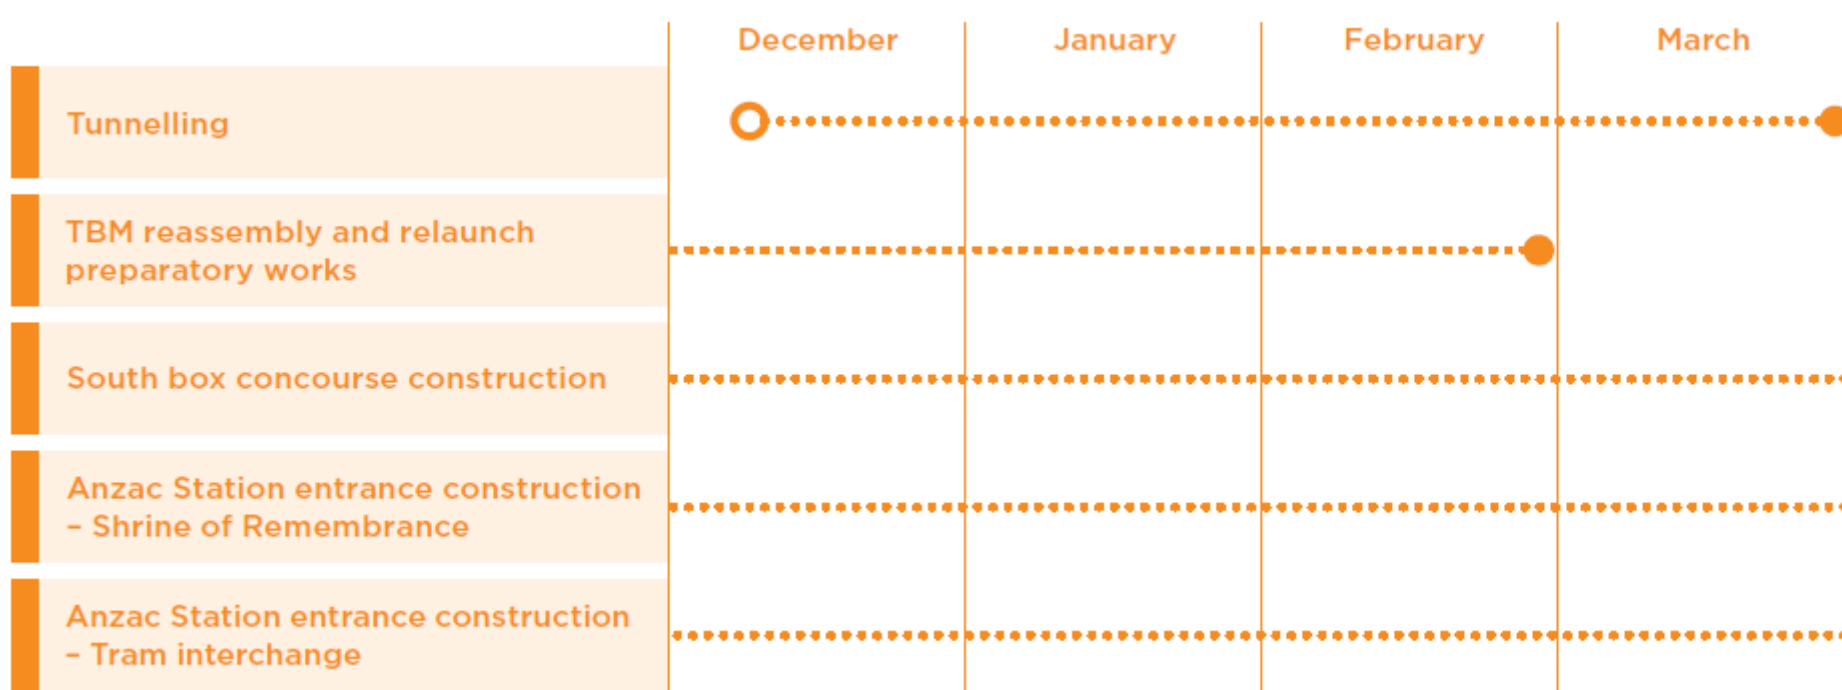 December January February March
Tunnelling
TBM reassembly and relaunch
preparatory works
South box concourse construction
Anzac Station entrance construction
– Shrine of Remembrance
Anzac Station entrance construction
– Tram interchange